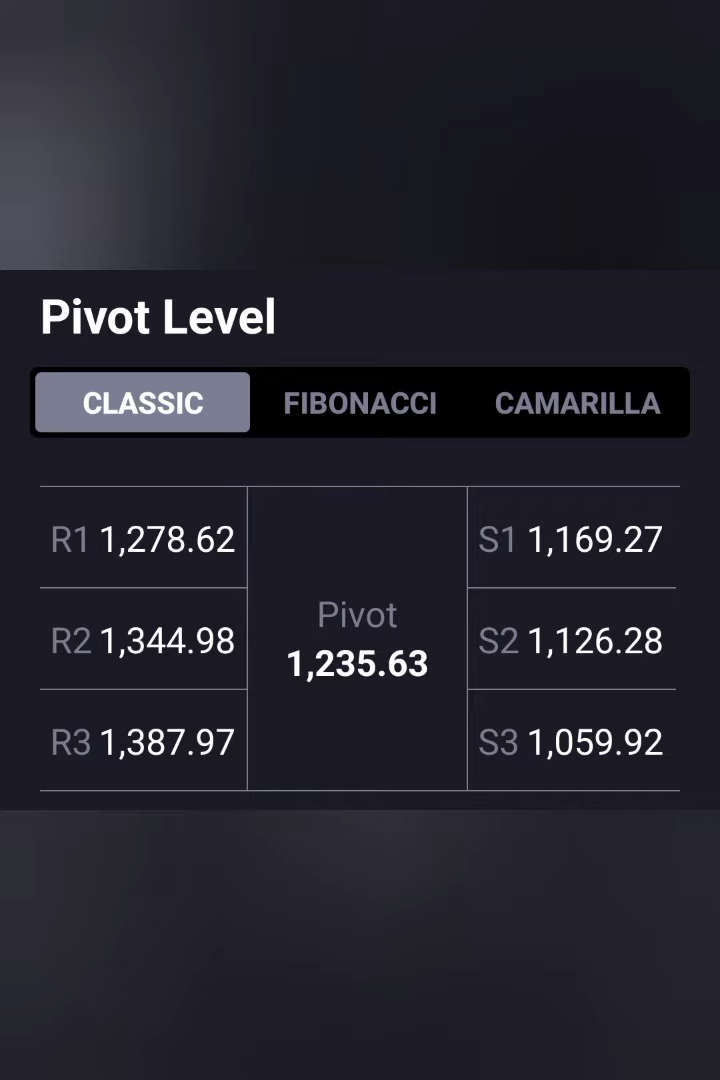 Pivot Level
CLASSIC FIBONACCI CAMARILLA
R1 1,278.62
R2 1,344.98
R3 1,387.97
Pivot
1,235.63
S1 1,169.27
S2 1,126.28
S3 1,059.92